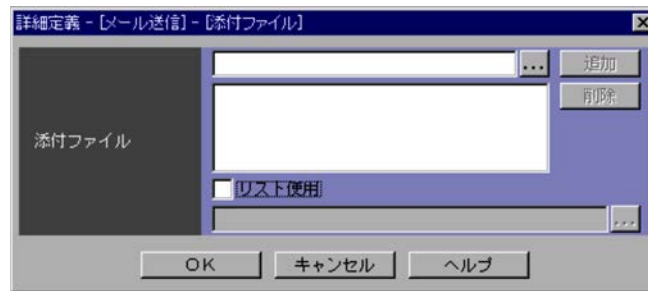 詳細定義 - [メール送信] - [添付ファイル]
...
追加
削除
添付ファイル
リスト使用
...
OK
キャンセル
ヘルプ